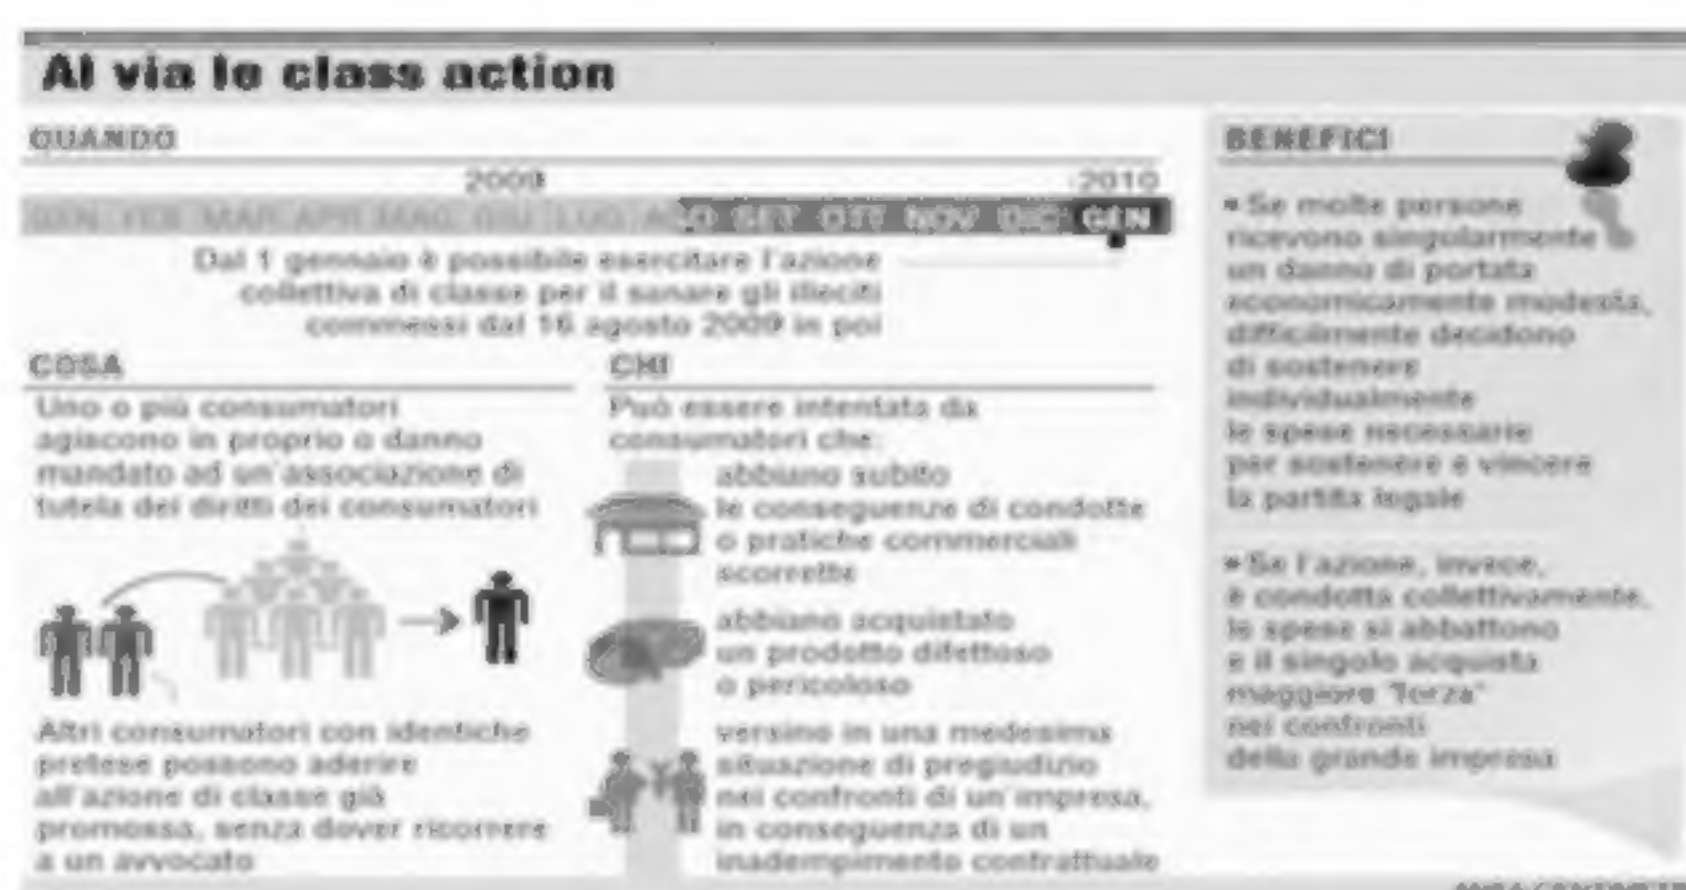 Al via le class action
QUANDO
2009
2010
GEN FEB MAR APR MAG GIU LUG AGO SET OTT NOV DIC GEN
Dal 1 gennaio è possibile esercitare l'azione
collettiva di classe per il sanare gli illeciti
commessi dal 16 agosto 2009 in poi
COSA
Uno o più consumatori
agiscono in proprio o danno
mandato ad un'associazione di
tutela dei diritti dei consumatori
Altri consumatori con identiche
pretese possono aderire
all'azione di classe già
promossa, senza dover ricorrere
a un avvocato
CHI
Può essere intentata da
consumatori che:
abbiano subito
le conseguenze di condotte
o pratiche commerciali
scorrette
abbiano acquistato
un prodotto difettoso
o pericoloso
versino in una medesima
situazione di pregiudizio
nei confronti di un'impresa,
in conseguenza di un
inadempimento contrattuale
BENEFICI
• Se molte persone
ricevono singolarmente
un danno di portata
economicamente modesta,
difficilmente decidono
di sostenere
individualmente
le spese necessarie
per sostenere e vincere
la partita legale
• Se l'azione, invece,
è condotta collettivamente,
le spese si abbattono
e il singolo acquista
maggiore "forza"
nei confronti
della grande impresa